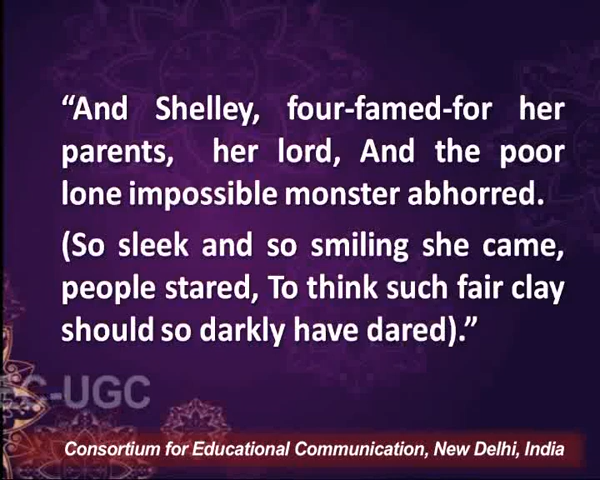 “And Shelley, four-famed-for her
parents, her lord, And the poor
lone impossible monster abhorred.
(So sleek and so smiling she came,
people stared, To think such fair clay
should so darkly have dared).”
C-UGC
Consortium for Educational Communication, New Delhi, India